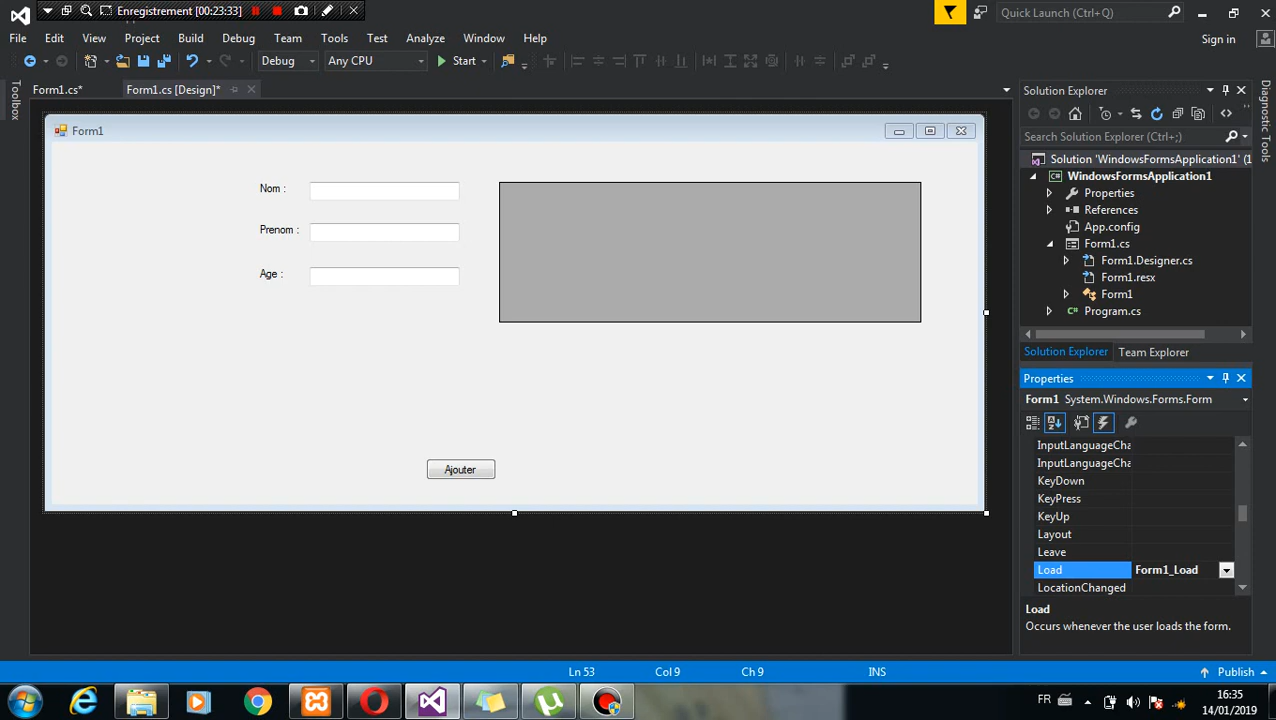 Enregistrement [00:23:33]
Quick Launch (Ctrl+Q)
File Edit View Project Build Debug Team Tools Test Analyze Window Help
Sign in
Debug Any CPU Start
Toolbox
Form1.cs* Form1.cs [Design]*
Form1
Nom :
Prenom :
Age :
Ajouter
Solution Explorer
Search Solution Explorer (Ctrl+;)
Solution 'WindowsFormsApplication1' (1
WindowsFormsApplication1
Properties
References
App.config
Form1.cs
Form1.Designer.cs
Form1.resx
Form1
Program.cs
Solution Explorer Team Explorer
Diagnostic Tools
Properties
Form1 System.Windows.Forms.Form
InputLanguageCha
InputLanguageCha
KeyDown
KeyPress
KeyUp
Layout
Leave
Load Form1_Load
LocationChanged
Load
Occurs whenever the user loads the form.
Ln 53 Col 9 Ch 9 INS Publish
FR 16:35
14/01/2019